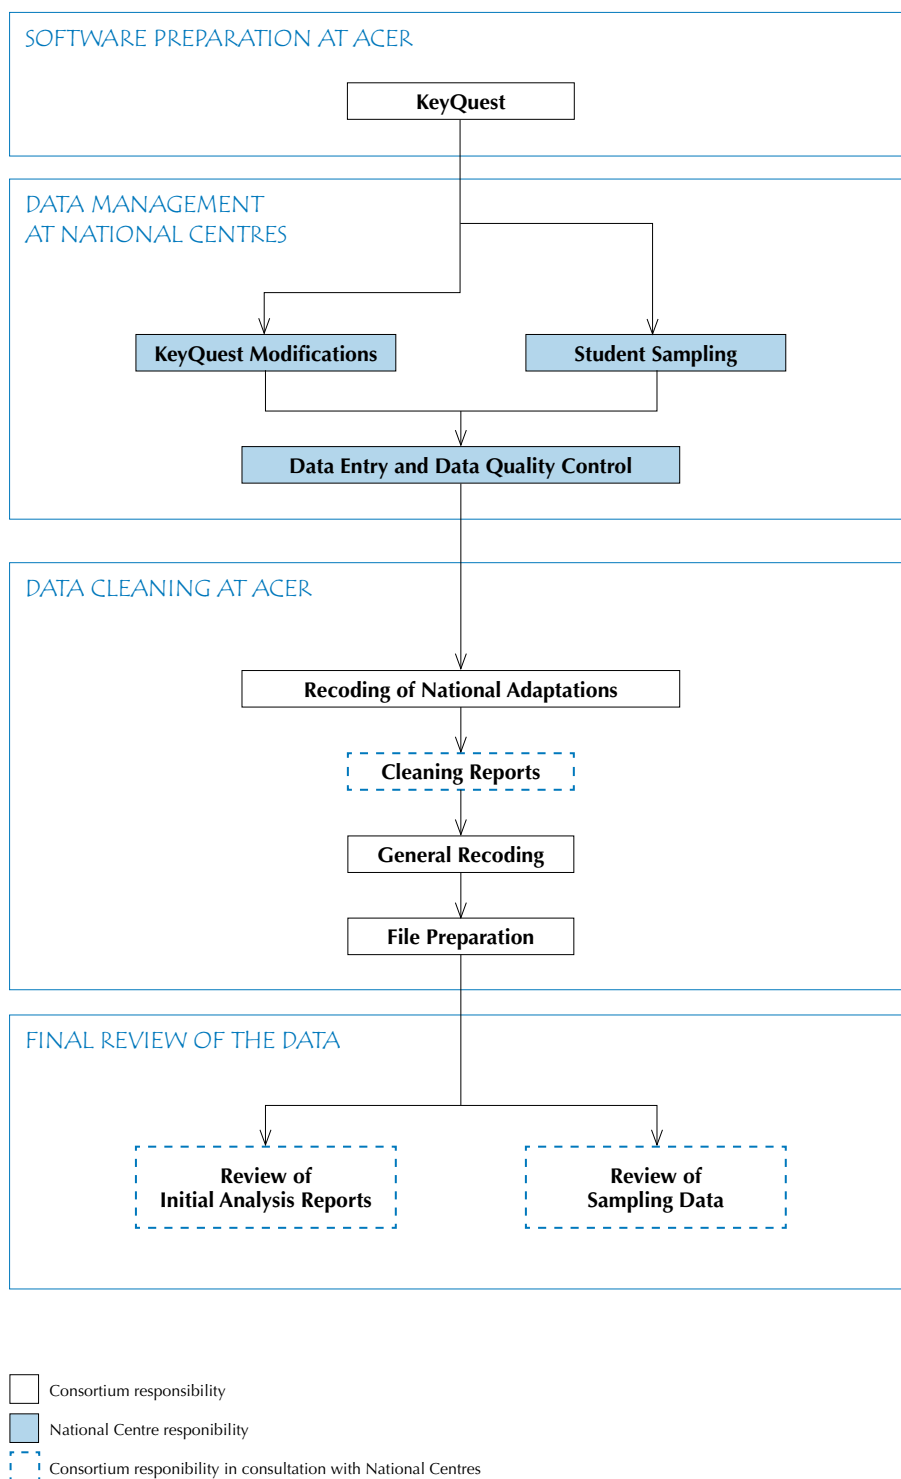 SOFTWARE PREPARATION AT ACER
KeyQuest
DATA MANAGEMENT
AT NATIONAL CENTRES
KeyQuest Modifications
Student Sampling
Data Entry and Data Quality Control
DATA CLEANING AT ACER
Recoding of National Adaptations
Cleaning Reports
General Recoding
File Preparation
FINAL REVIEW OF THE DATA
Review of
Initial Analysis Reports
Review of
Sampling Data
Consortium responsibility
National Centre responibility
Consortium responibility in consultation with National Centres